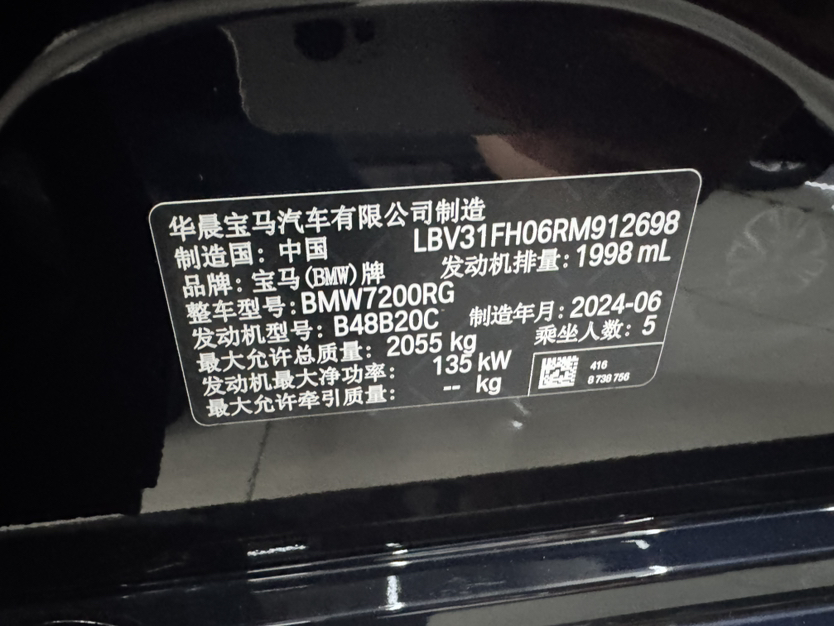 华晨宝马汽车有限公司制造
制造国: 中国 LBV31FH06RM912698
品牌: 宝马(BMW)牌 发动机排量: 1998 mL
整车型号: BMW7200RG
发动机型号: B48B20C 制造年月: 2024-06
最大允许总质量: 2055 kg 乘坐人数: 5
发动机最大净功率: 135 kW
最大允许牵引质量: -- kg
416
8 738 756